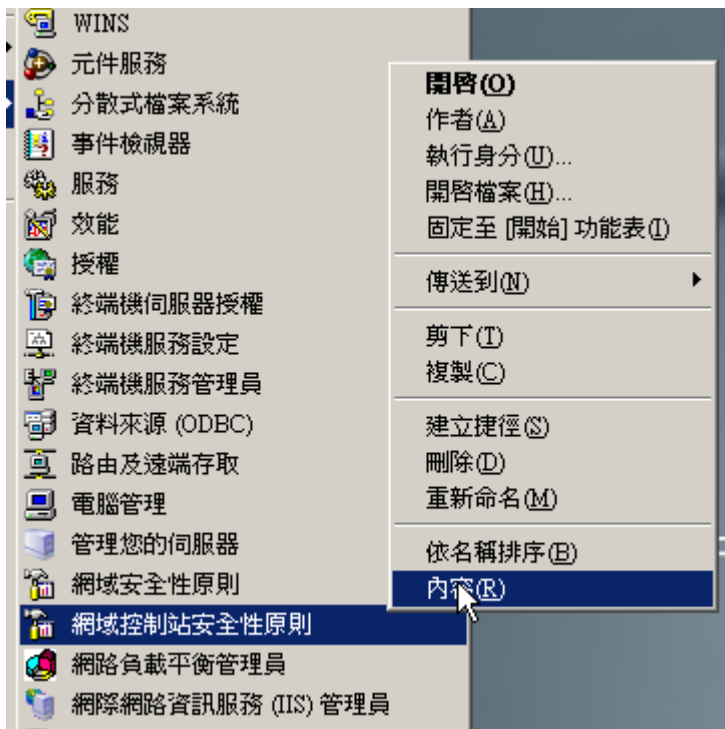 WINS
元件服務
分散式檔案系統
事件檢視器
服務
效能
授權
終端機伺服器授權
終端機服務設定
終端機服務管理員
資料來源 (ODBC)
路由及遠端存取
電腦管理
管理您的伺服器
網域安全性原則
網域控制站安全性原則
網路負載平衡管理員
網際網路資訊服務 (IIS) 管理員
開啓(O)
作者(A)
執行身分(U)...
開啓檔案(H)...
固定至 [開始] 功能表(I)
傳送到(N)
剪下(T)
複製(C)
建立捷徑(S)
刪除(D)
重新命名(M)
依名稱排序(B)
內容(R)